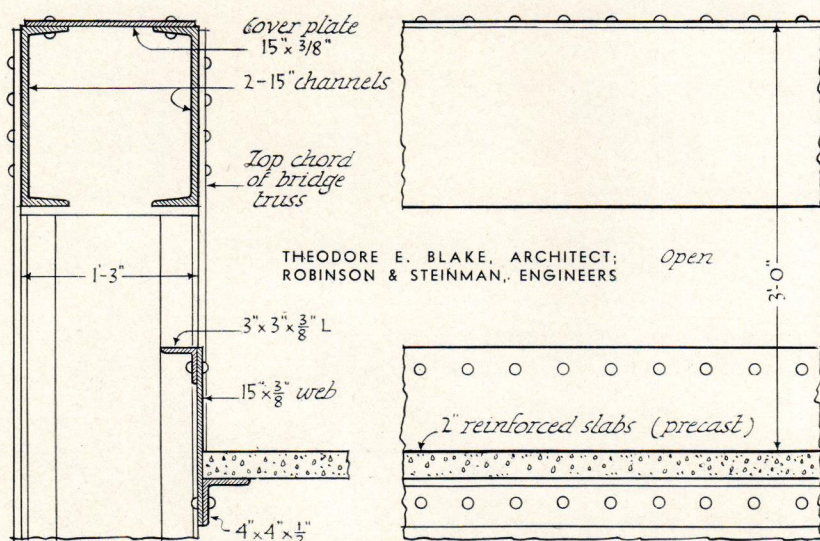 Cover plate
15" x 3/8"
2-15" channels
Top chord
of bridge
truss
THEODORE E. BLAKE, ARCHITECT;
ROBINSON & STEINMAN, ENGINEERS
Open
1'-3"
3'-0"
3" x 3" x 3/8" L
15" x 3/8" web
2" reinforced slabs (precast)
4" x 4" x 1/2"